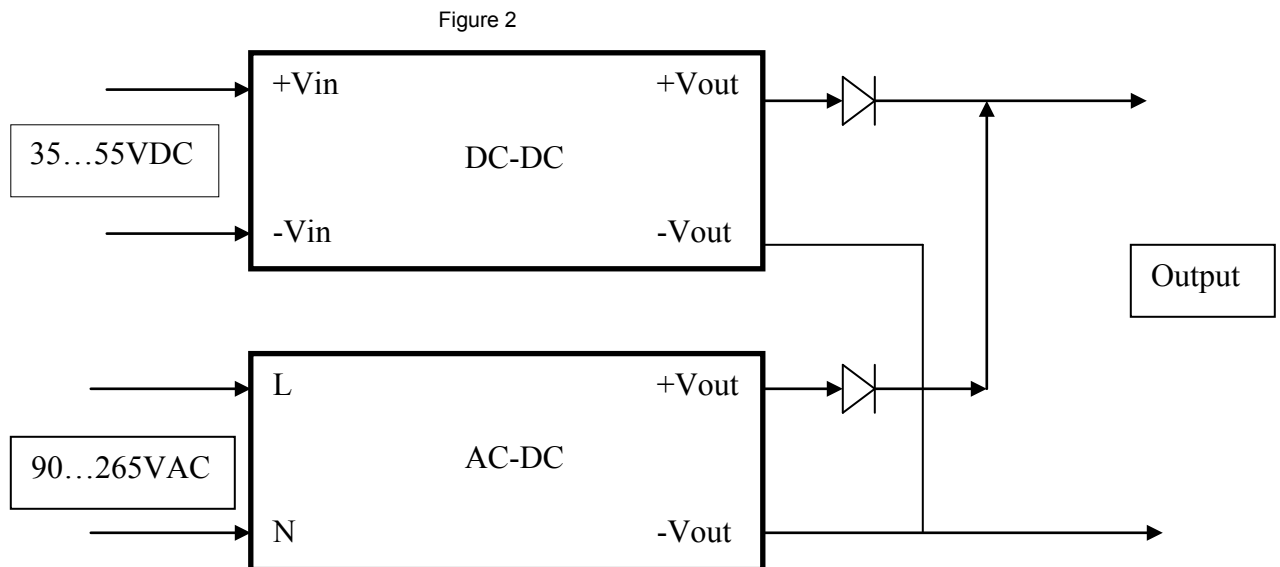 Figure 2
+Vin
+Vout
35…55VDC
DC-DC
-Vin
-Vout
Output
L
+Vout
90…265VAC
AC-DC
N
-Vout